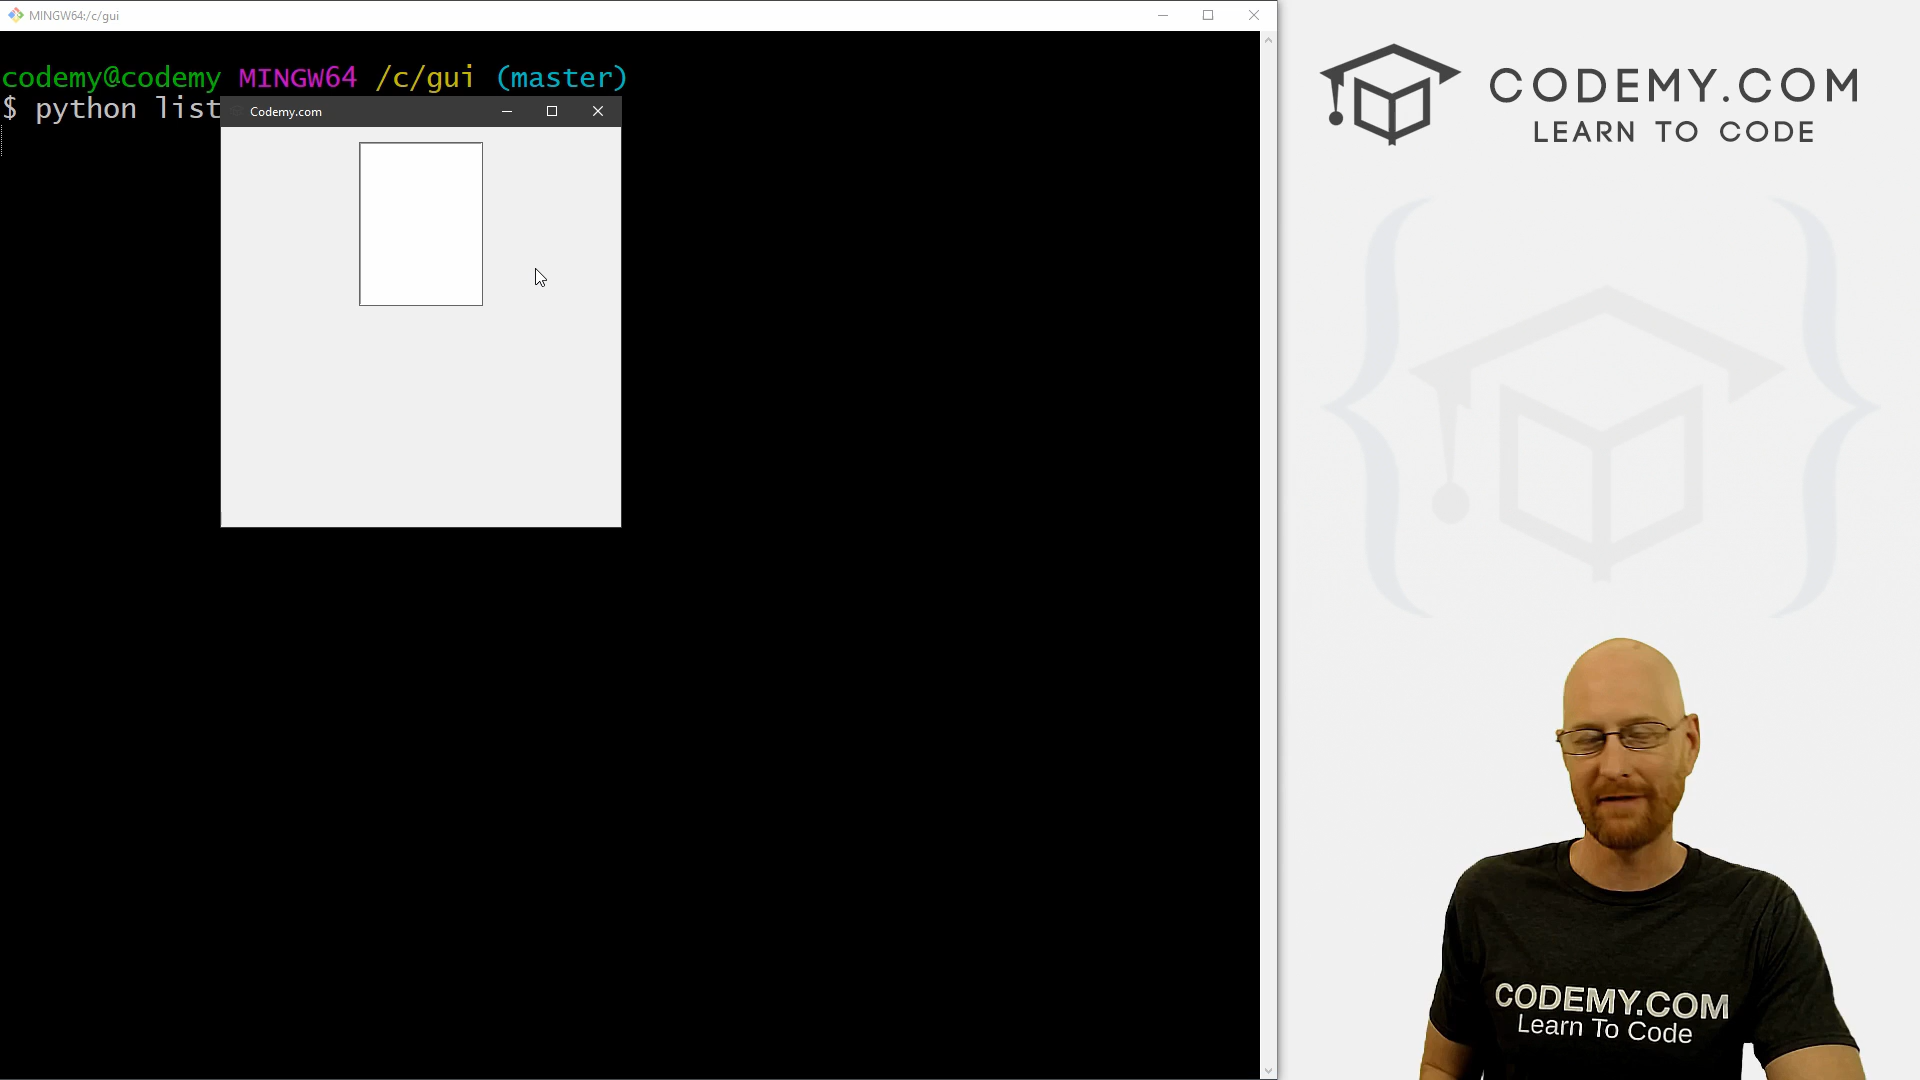 MINGW64:/c/gui
codemy@codemy MINGW64 /c/gui (master)
$ python list
Codemy.com
CODEMY.COM
LEARN TO CODE
CODEMY.COM
Learn To Code